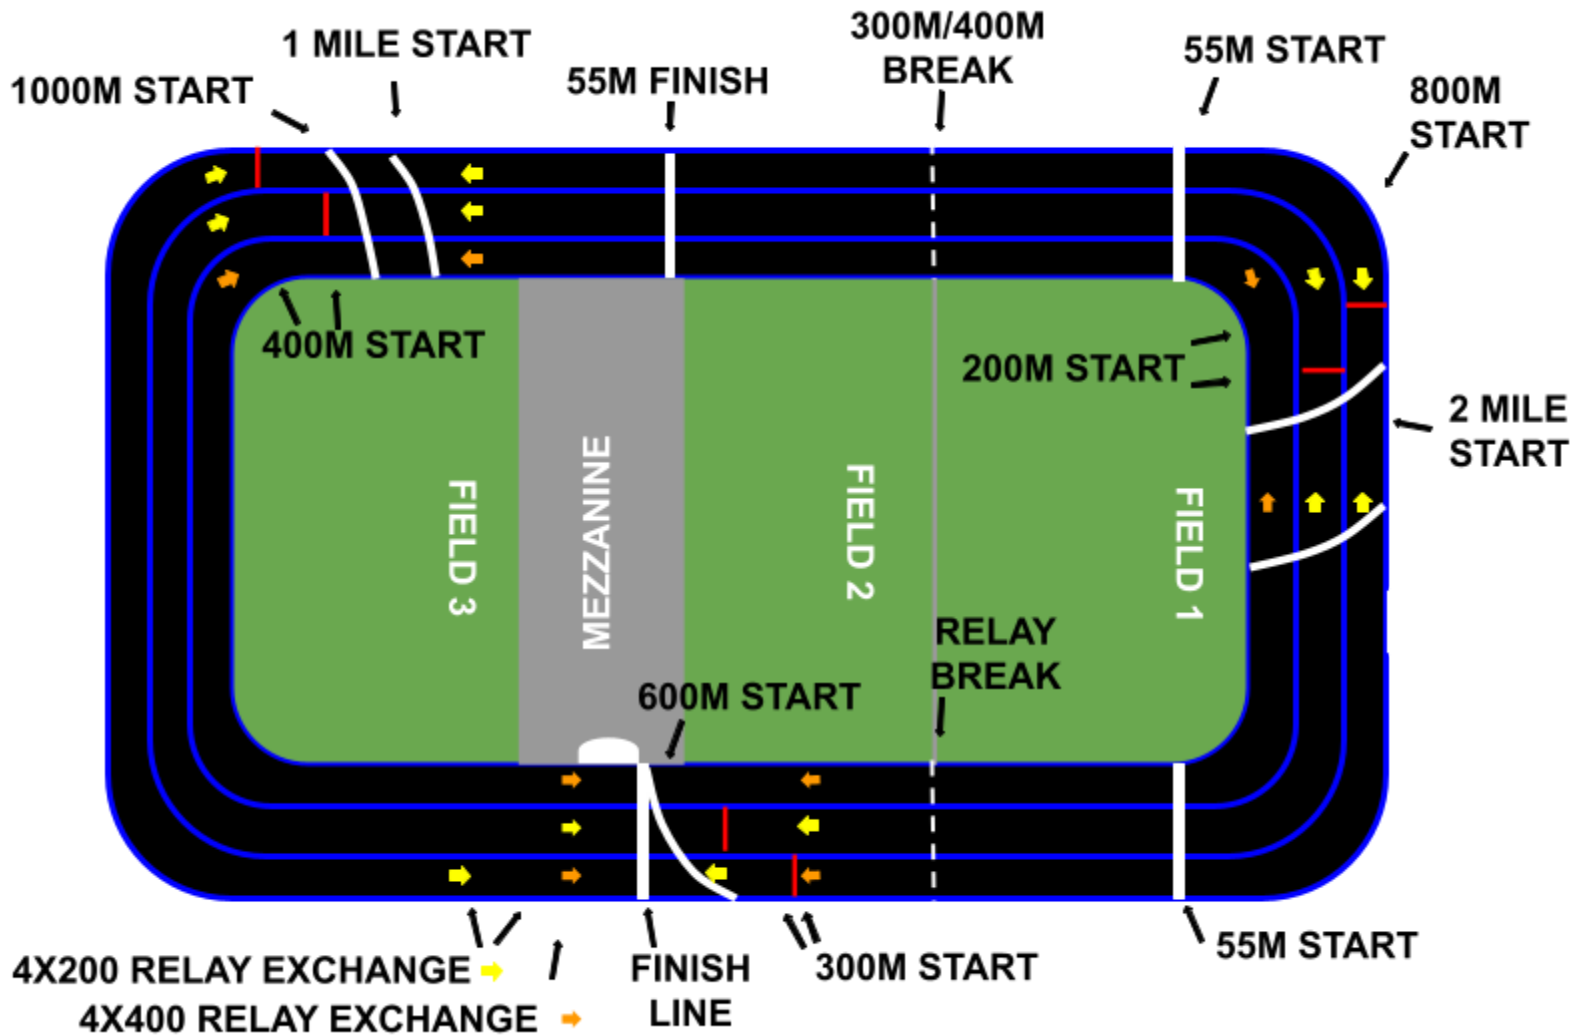 1 MILE START
1000M START
55M FINISH
300M/400M
BREAK
55M START
800M
START
400M START
200M START
2 MILE
START
FIELD 3
MEZZANINE
FIELD 2
FIELD 1
RELAY
BREAK
600M START
4X200 RELAY EXCHANGE
4X400 RELAY EXCHANGE
FINISH
LINE
300M START
55M START